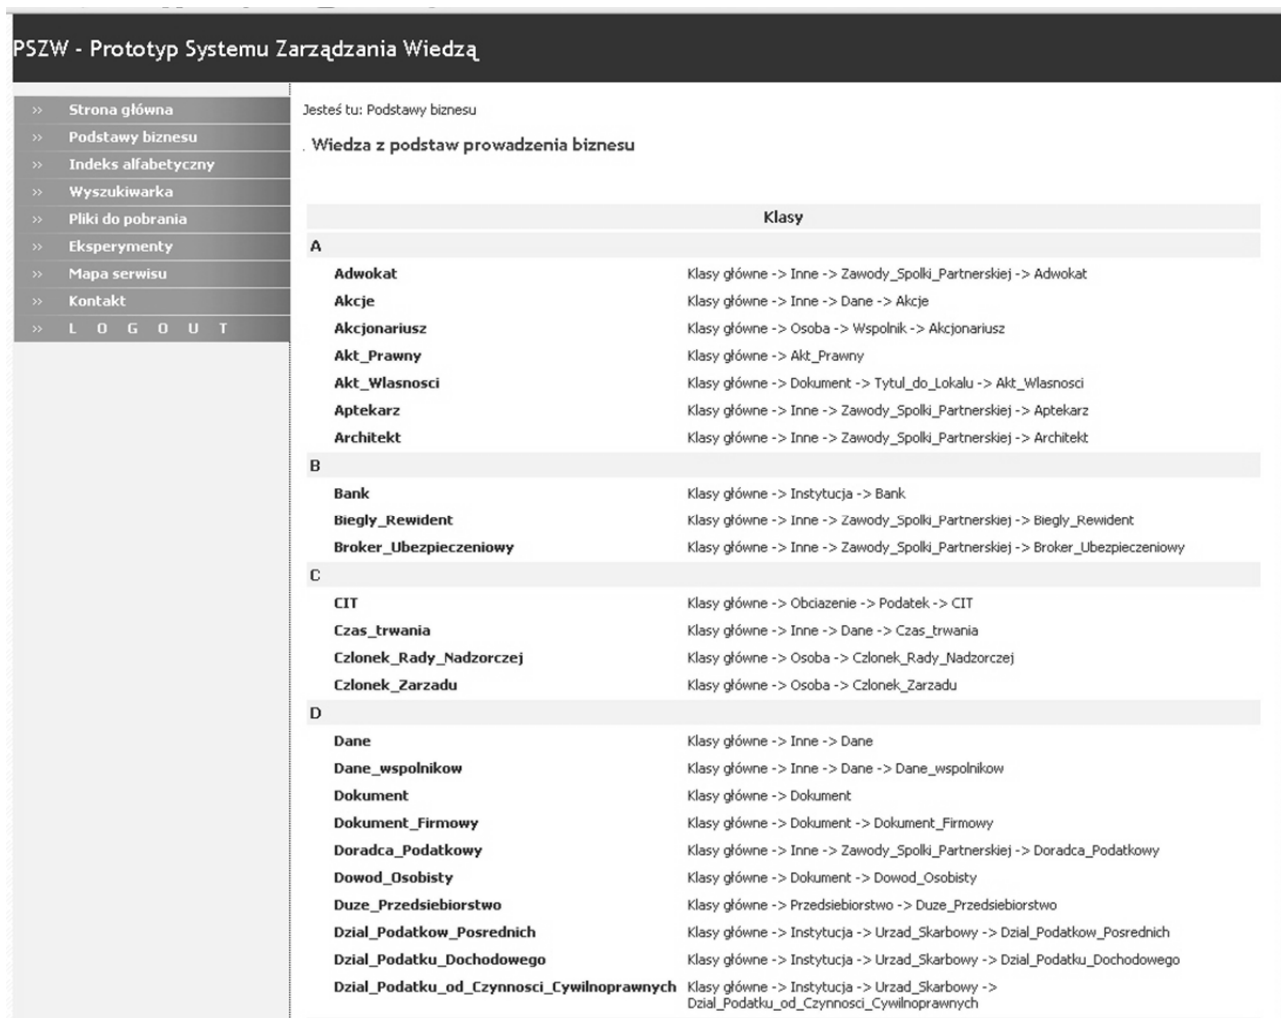 PSZW - Prototyp Systemu Zarządzania Wiedzą
>> Strona główna
>> Podstawy biznesu
>> Indeks alfabetyczny
>> Wyszukiwarka
>> Pliki do pobrania
>> Eksperymenty
>> Mapa serwisu
>> Kontakt
>> L O G O U T
Jesteś tu: Podstawy biznesu
. Wiedza z podstaw prowadzenia biznesu
Klasy
A
Adwokat Klasy główne -> Inne -> Zawody_Spolki_Partnerskiej -> Adwokat
Akcje Klasy główne -> Inne -> Dane -> Akcje
Akcjonariusz Klasy główne -> Osoba -> Wspolnik -> Akcjonariusz
Akt_Prawny Klasy główne -> Akt_Prawny
Akt_Wlasnosci Klasy główne -> Dokument -> Tytul_do_Lokalu -> Akt_Wlasnosci
Aptekarz Klasy główne -> Inne -> Zawody_Spolki_Partnerskiej -> Aptekarz
Architekt Klasy główne -> Inne -> Zawody_Spolki_Partnerskiej -> Architekt
B
Bank Klasy główne -> Instytucja -> Bank
Biegly_Rewident Klasy główne -> Inne -> Zawody_Spolki_Partnerskiej -> Biegly_Rewident
Broker_Ubezpieczeniowy Klasy główne -> Inne -> Zawody_Spolki_Partnerskiej -> Broker_Ubezpieczeniowy
C
CIT Klasy główne -> Obciazenie -> Podatek -> CIT
Czas_trwania Klasy główne -> Inne -> Dane -> Czas_trwania
Czlonek_Rady_Nadzorczej Klasy główne -> Osoba -> Czlonek_Rady_Nadzorczej
Czlonek_Zarzadu Klasy główne -> Osoba -> Czlonek_Zarzadu
D
Dane Klasy główne -> Inne -> Dane
Dane_wspolnikow Klasy główne -> Inne -> Dane -> Dane_wspolnikow
Dokument Klasy główne -> Dokument
Dokument_Firmowy Klasy główne -> Dokument -> Dokument_Firmowy
Doradca_Podatkowy Klasy główne -> Inne -> Zawody_Spolki_Partnerskiej -> Doradca_Podatkowy
Dowod_Osobisty Klasy główne -> Dokument -> Dowod_Osobisty
Duze_Przedsiebiorstwo Klasy główne -> Przedsiebiorstwo -> Duze_Przedsiebiorstwo
Dzial_Podatkow_Posrednich Klasy główne -> Instytucja -> Urzad_Skarbowy -> Dzial_Podatkow_Posrednich
Dzial_Podatku_Dochodowego Klasy główne -> Instytucja -> Urzad_Skarbowy -> Dzial_Podatku_Dochodowego
Dzial_Podatku_od_Czynnosci_Cywilnoprawnych Klasy główne -> Instytucja -> Urzad_Skarbowy ->
Dzial_Podatku_od_Czynnosci_Cywilnoprawnych